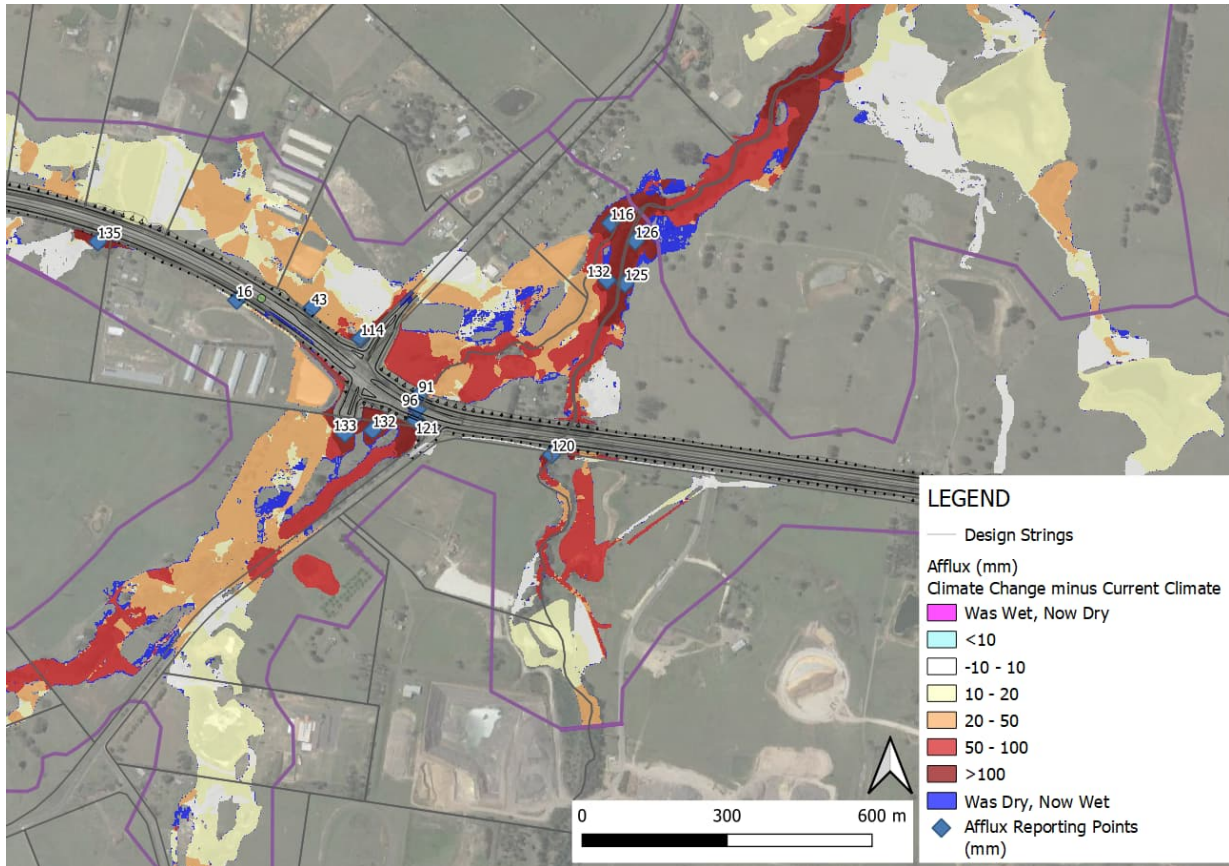 116
126
135
132
125
16
43
114
91
96
133
132
121
120
LEGEND
Design Strings
Afflux (mm)
Climate Change minus Current Climate
Was Wet, Now Dry
<10
-10 - 10
10 - 20
20 - 50
50 - 100
>100
Was Dry, Now Wet
Afflux Reporting Points
(mm)
0 300 600 m